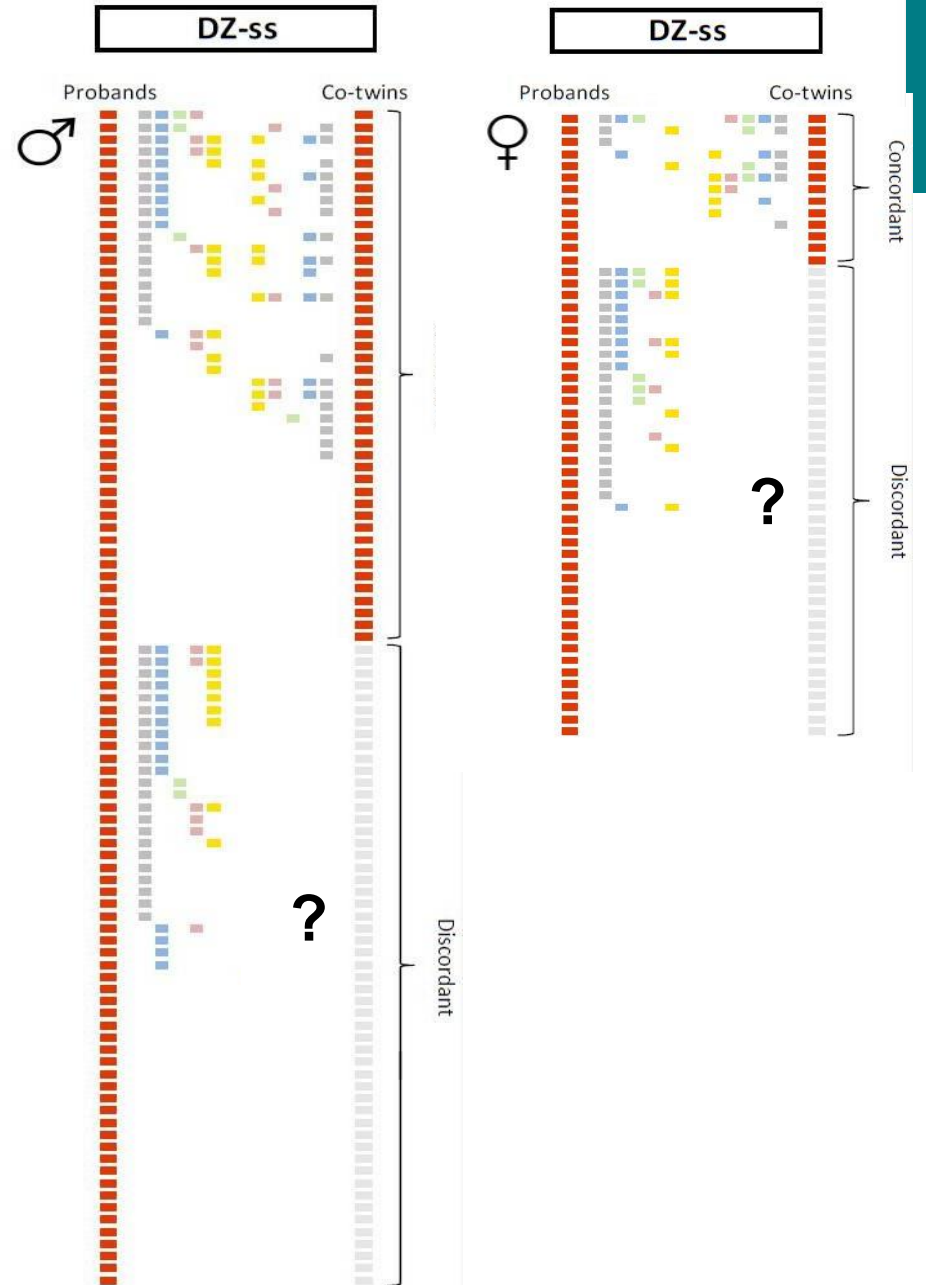 DZ-ss
Probands Co-twins
?
Discordant
DZ-ss
Probands Co-twins
Concordant
Discordant
?